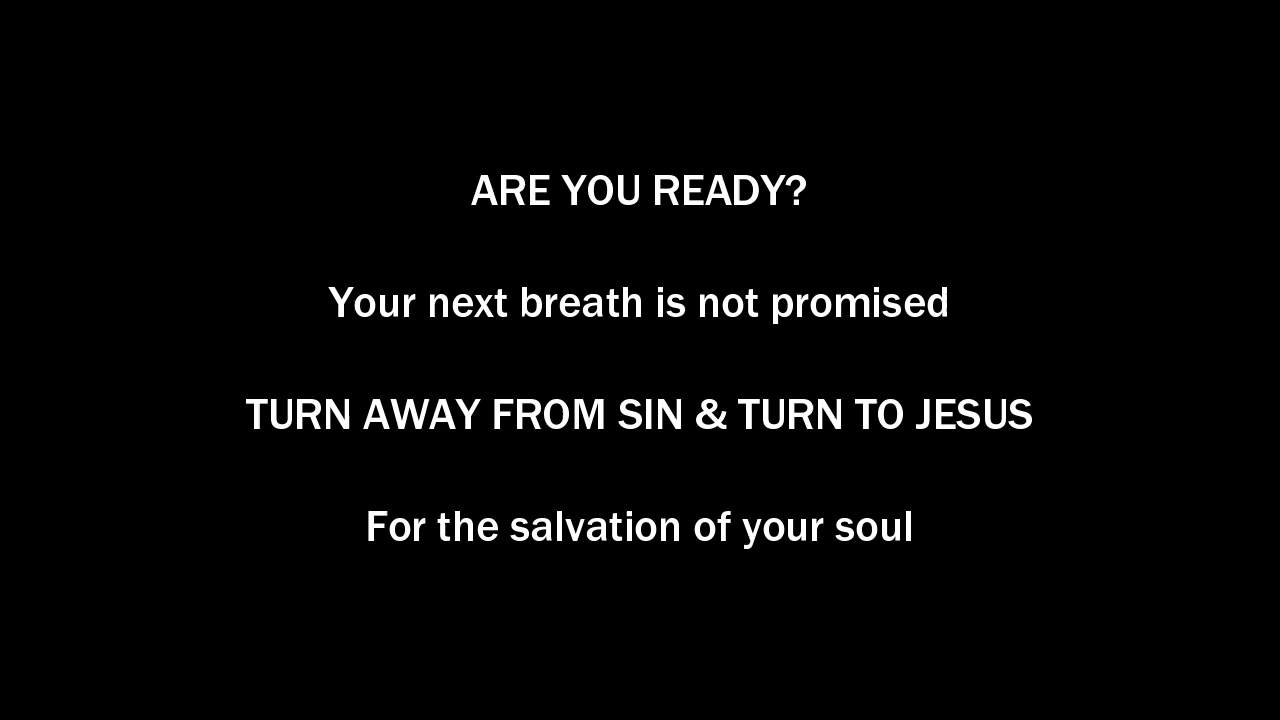 ARE YOU READY?
Your next breath is not promised
TURN AWAY FROM SIN & TURN TO JESUS
For the salvation of your soul